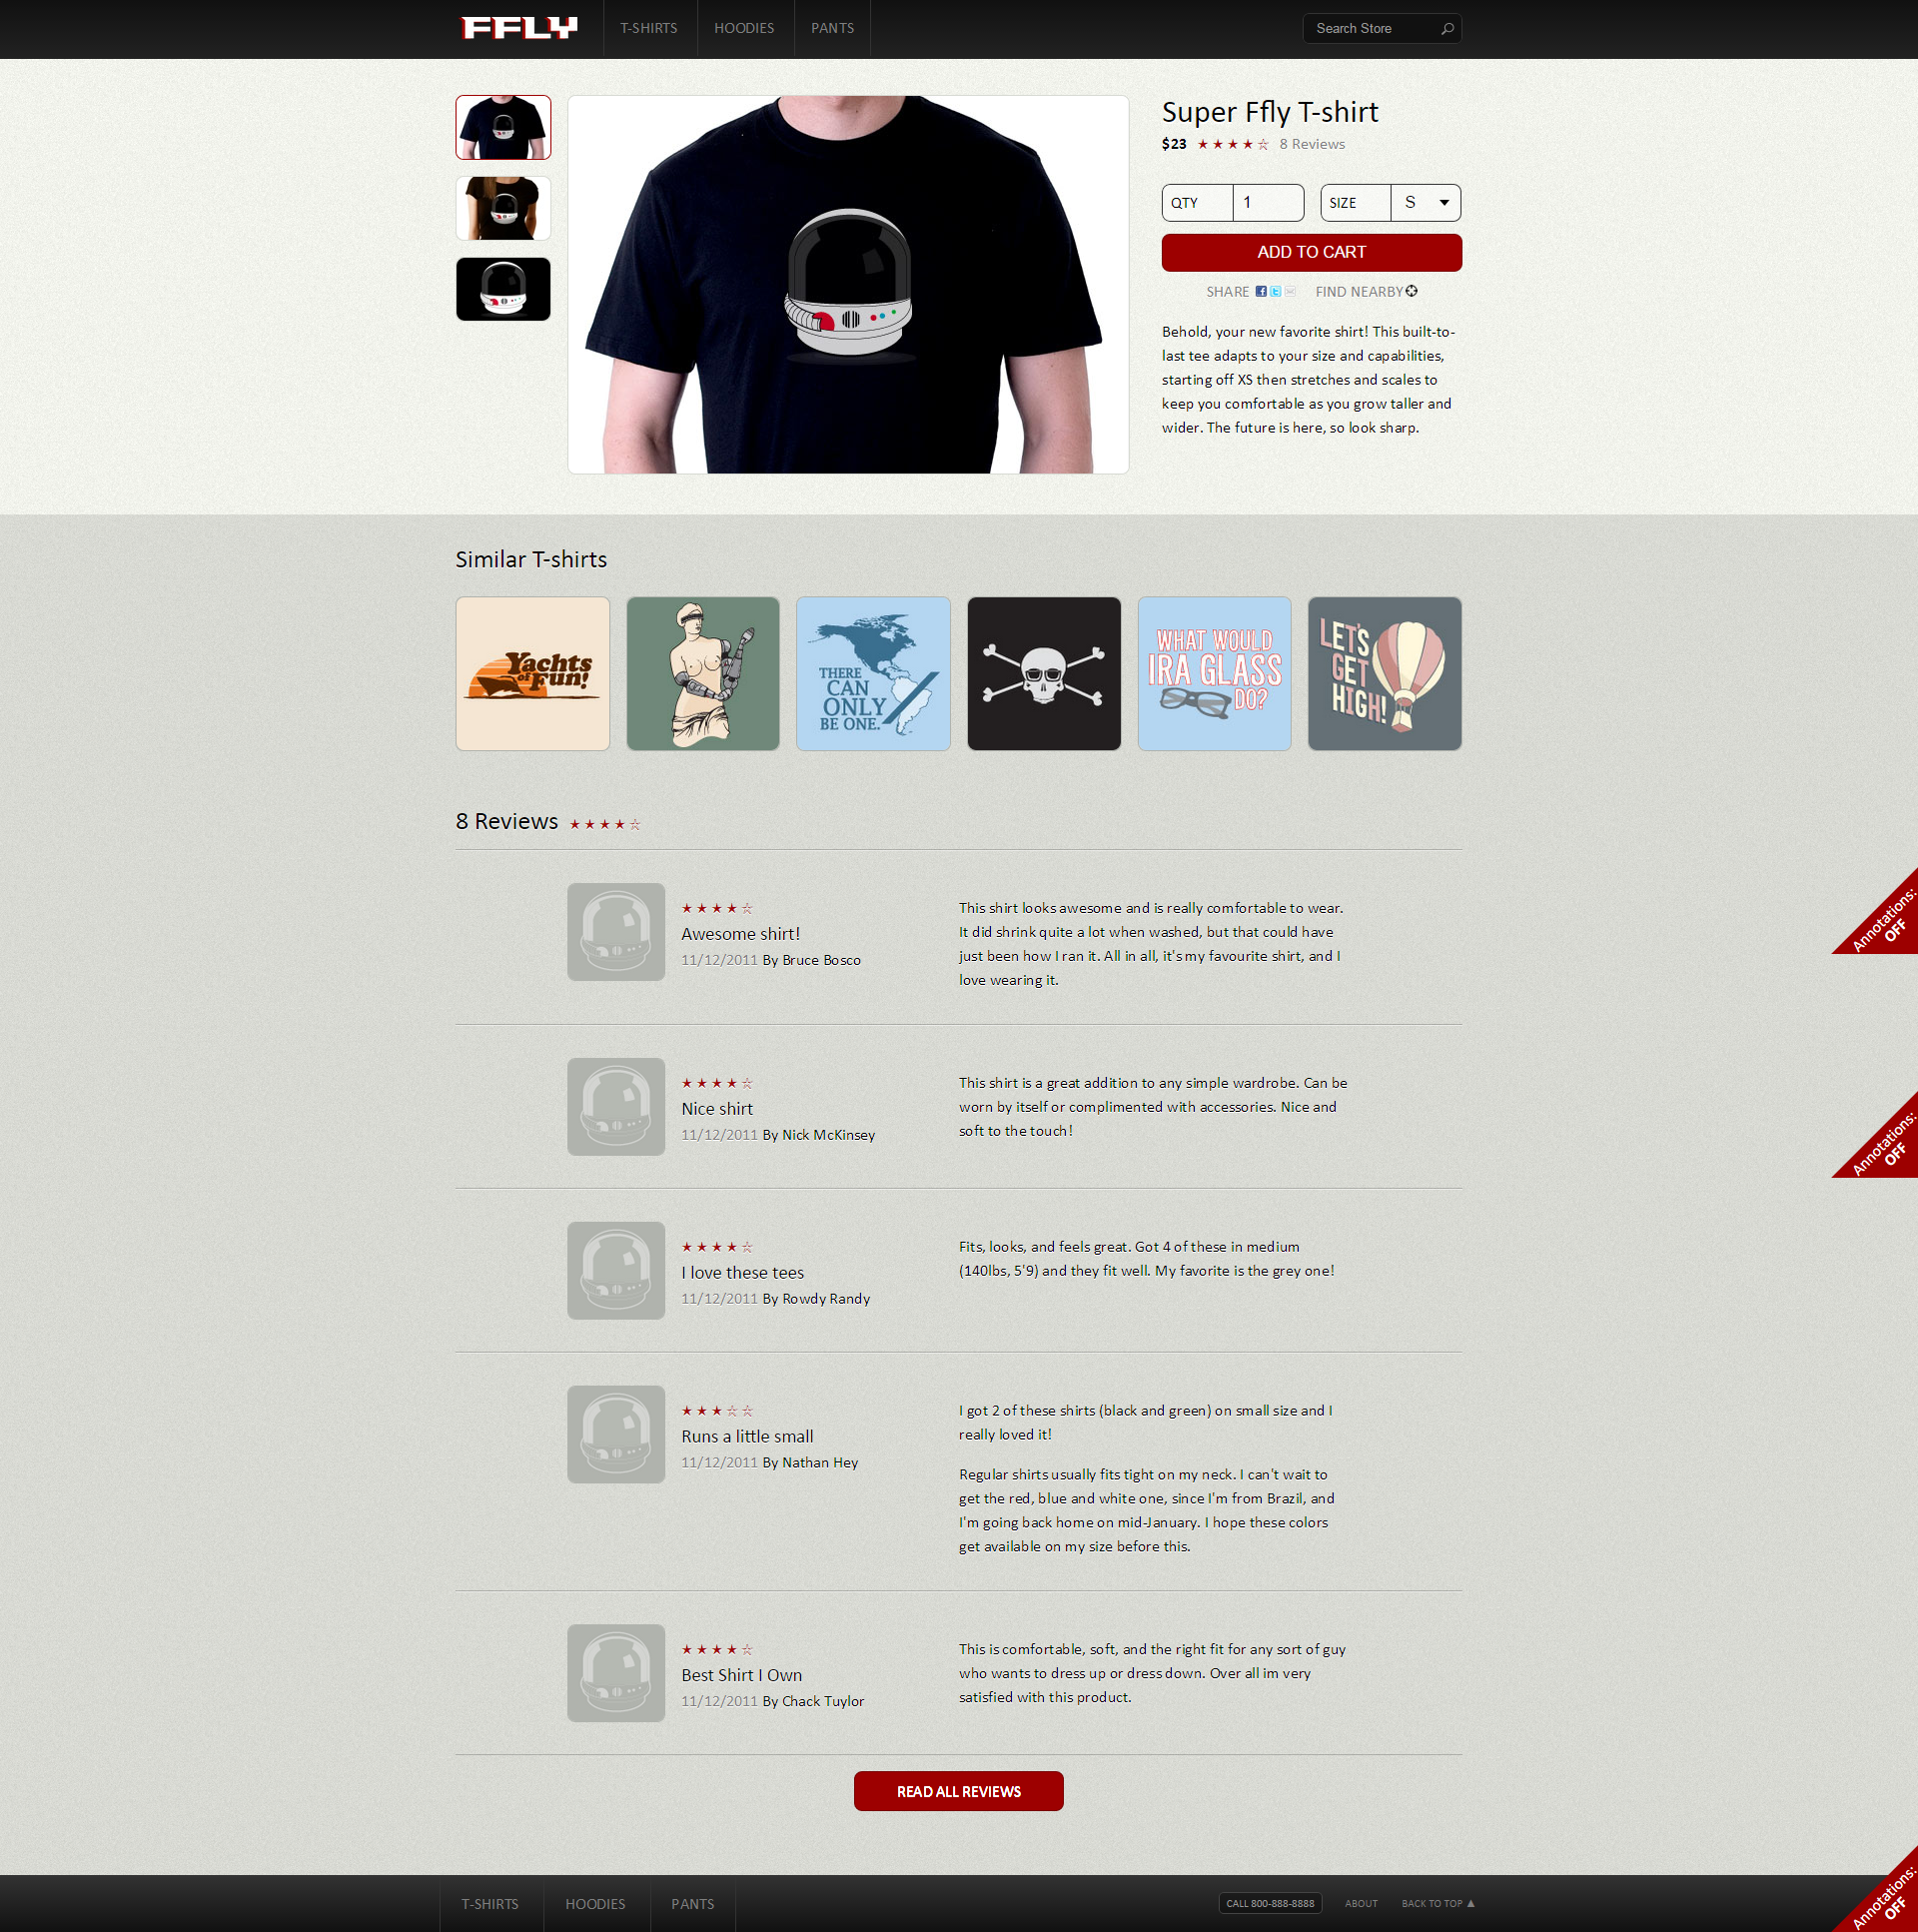 FFLY
T-SHIRTS
HOODIES
PANTS
Search Store
Super Ffly T-shirt
$23 ★★★★☆ 8 Reviews
QTY 1
SIZE S
ADD TO CART
SHARE
FIND NEARBY
Behold, your new favorite shirt! This built-to-
last tee adapts to your size and capabilities,
starting off XS then stretches and scales to
keep you comfortable as you grow taller and
wider. The future is here, so look sharp.
Similar T-shirts
Yachts
of Fun!
THERE
CAN
ONLY
BE ONE.
WHAT WOULD
IRA GLASS
DO?
LET'S
GET
HIGH!
8 Reviews ★★★★☆
★★★★☆
Awesome shirt!
11/12/2011 By Bruce Bosco
This shirt looks awesome and is really comfortable to wear.
It did shrink quite a lot when washed, but that could have
just been how I ran it. All in all, it's my favourite shirt, and I
love wearing it.
Annotations:
OFF
★★★★☆
Nice shirt
11/12/2011 By Nick McKinsey
This shirt is a great addition to any simple wardrobe. Can be
worn by itself or complimented with accessories. Nice and
soft to the touch!
Annotations:
OFF
★★★★☆
I love these tees
11/12/2011 By Rowdy Randy
Fits, looks, and feels great. Got 4 of these in medium
(140lbs, 5'9) and they fit well. My favorite is the grey one!
★★★☆☆
Runs a little small
11/12/2011 By Nathan Hey
I got 2 of these shirts (black and green) on small size and I
really loved it!
Regular shirts usually fits tight on my neck. I can't wait to
get the red, blue and white one, since I'm from Brazil, and
I'm going back home on mid-January. I hope these colors
get available on my size before this.
★★★★☆
Best Shirt I Own
11/12/2011 By Chack Tuylor
This is comfortable, soft, and the right fit for any sort of guy
who wants to dress up or dress down. Over all im very
satisfied with this product.
READ ALL REVIEWS
T-SHIRTS
HOODIES
PANTS
CALL 800-888-8888
ABOUT
BACK TO TOP ▲
Annotations:
OFF